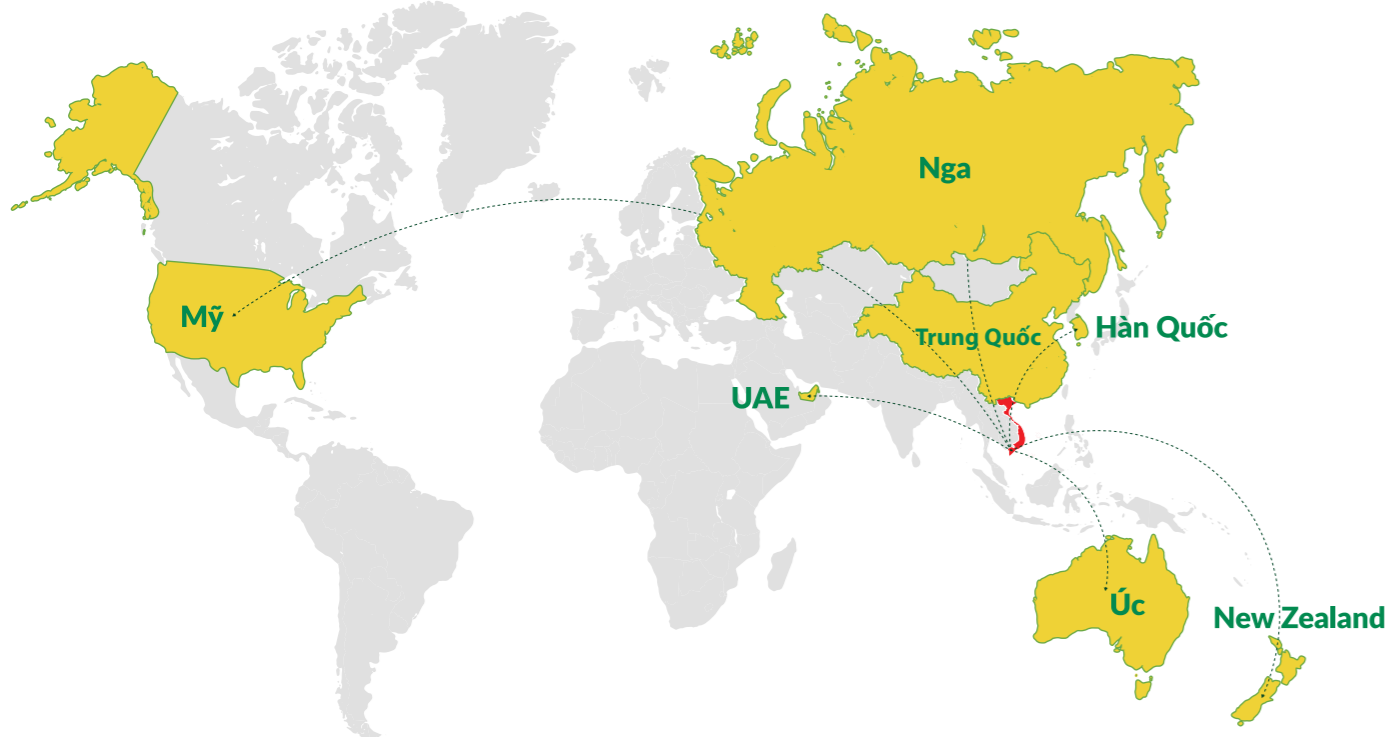 Nga
Mỹ
Trung Quốc
Hàn Quốc
UAE
Úc
New Zealand